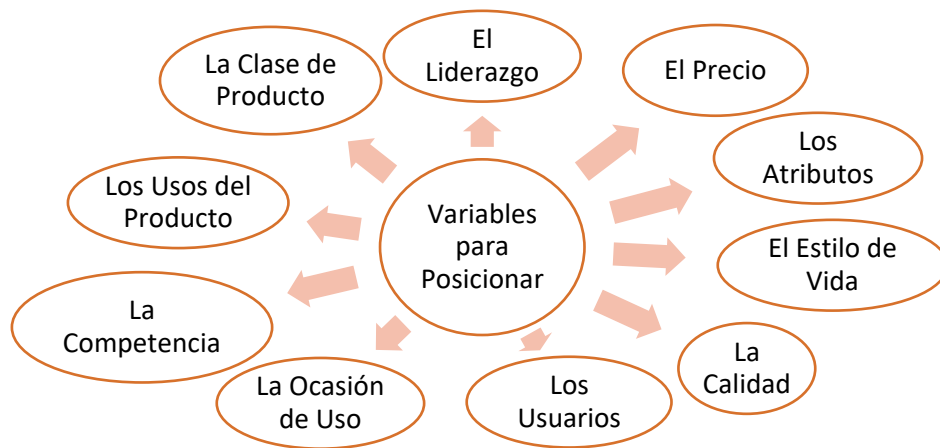 El
Liderazgo
El Precio
Los
Atributos
El Estilo de
Vida
La
Calidad
Los
Usuarios
La Ocasión
de Uso
La
Competencia
Los Usos del
Producto
La Clase de
Producto
Variables
para
Posicionar